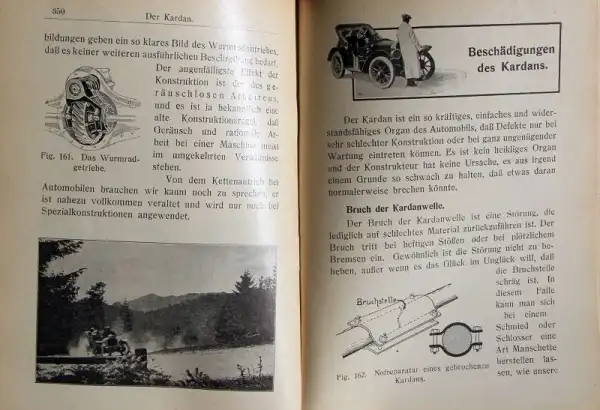 350
Der Kardan.
bildungen geben ein so klares Bild des Wurmradantriebes,
daß es keiner weiteren ausführlichen Beschreibung bedarf.
Der augenfälligste Effekt der
Konstruktion ist der des ge-
räuschlosen Arbeitens,
und es ist ja bekanntlich eine
alte Konstruktionsregel, daß
Geräusch und rationelle Ar-
beit bei einer Maschine meist
im umgekehrten Verhältnisse
stehen.
Fig. 161. Das Wurmrad-
getriebe.
Von dem Kettenantrieb bei
Automobilen brauchen wir kaum noch zu sprechen, er
ist nahezu vollkommen veraltet und wird nur noch bei
Spezialkonstruktionen angewendet.
Beschädigungen
des Kardans.
Der Kardan ist ein so kräftiges, einfaches und wider-
standsfähiges Organ des Automobils, daß Defekte nur bei
sehr schlechter Konstruktion oder bei ganz ungenügender
Wartung eintreten können. Es ist kein heikliges Organ
und der Konstrukteur hat keine Ursache, es aus irgend
einem Grunde so schwach zu halten, daß etwas daran
normalerweise brechen könnte.
Bruch der Kardanwelle.
Der Bruch der Kardanwelle ist eine Störung, die
lediglich auf schlechtes Material zurückzuführen ist. Der
Bruch tritt bei heftigen Stößen oder bei plötzlichem
Bremsen ein. Gewöhnlich ist die Störung nicht zu be-
heben, außer wenn es das Glück im Unglück will, daß
die Bruchstelle
schräg ist. In
diesem Falle
kann man sich
bei einem
Schmied oder
Schlosser eine
Art Manschette
herstellen las-
sen, wie unsere
Bruchstelle
Fig. 162. Notreparatur eines gebrochenen
Kardans.